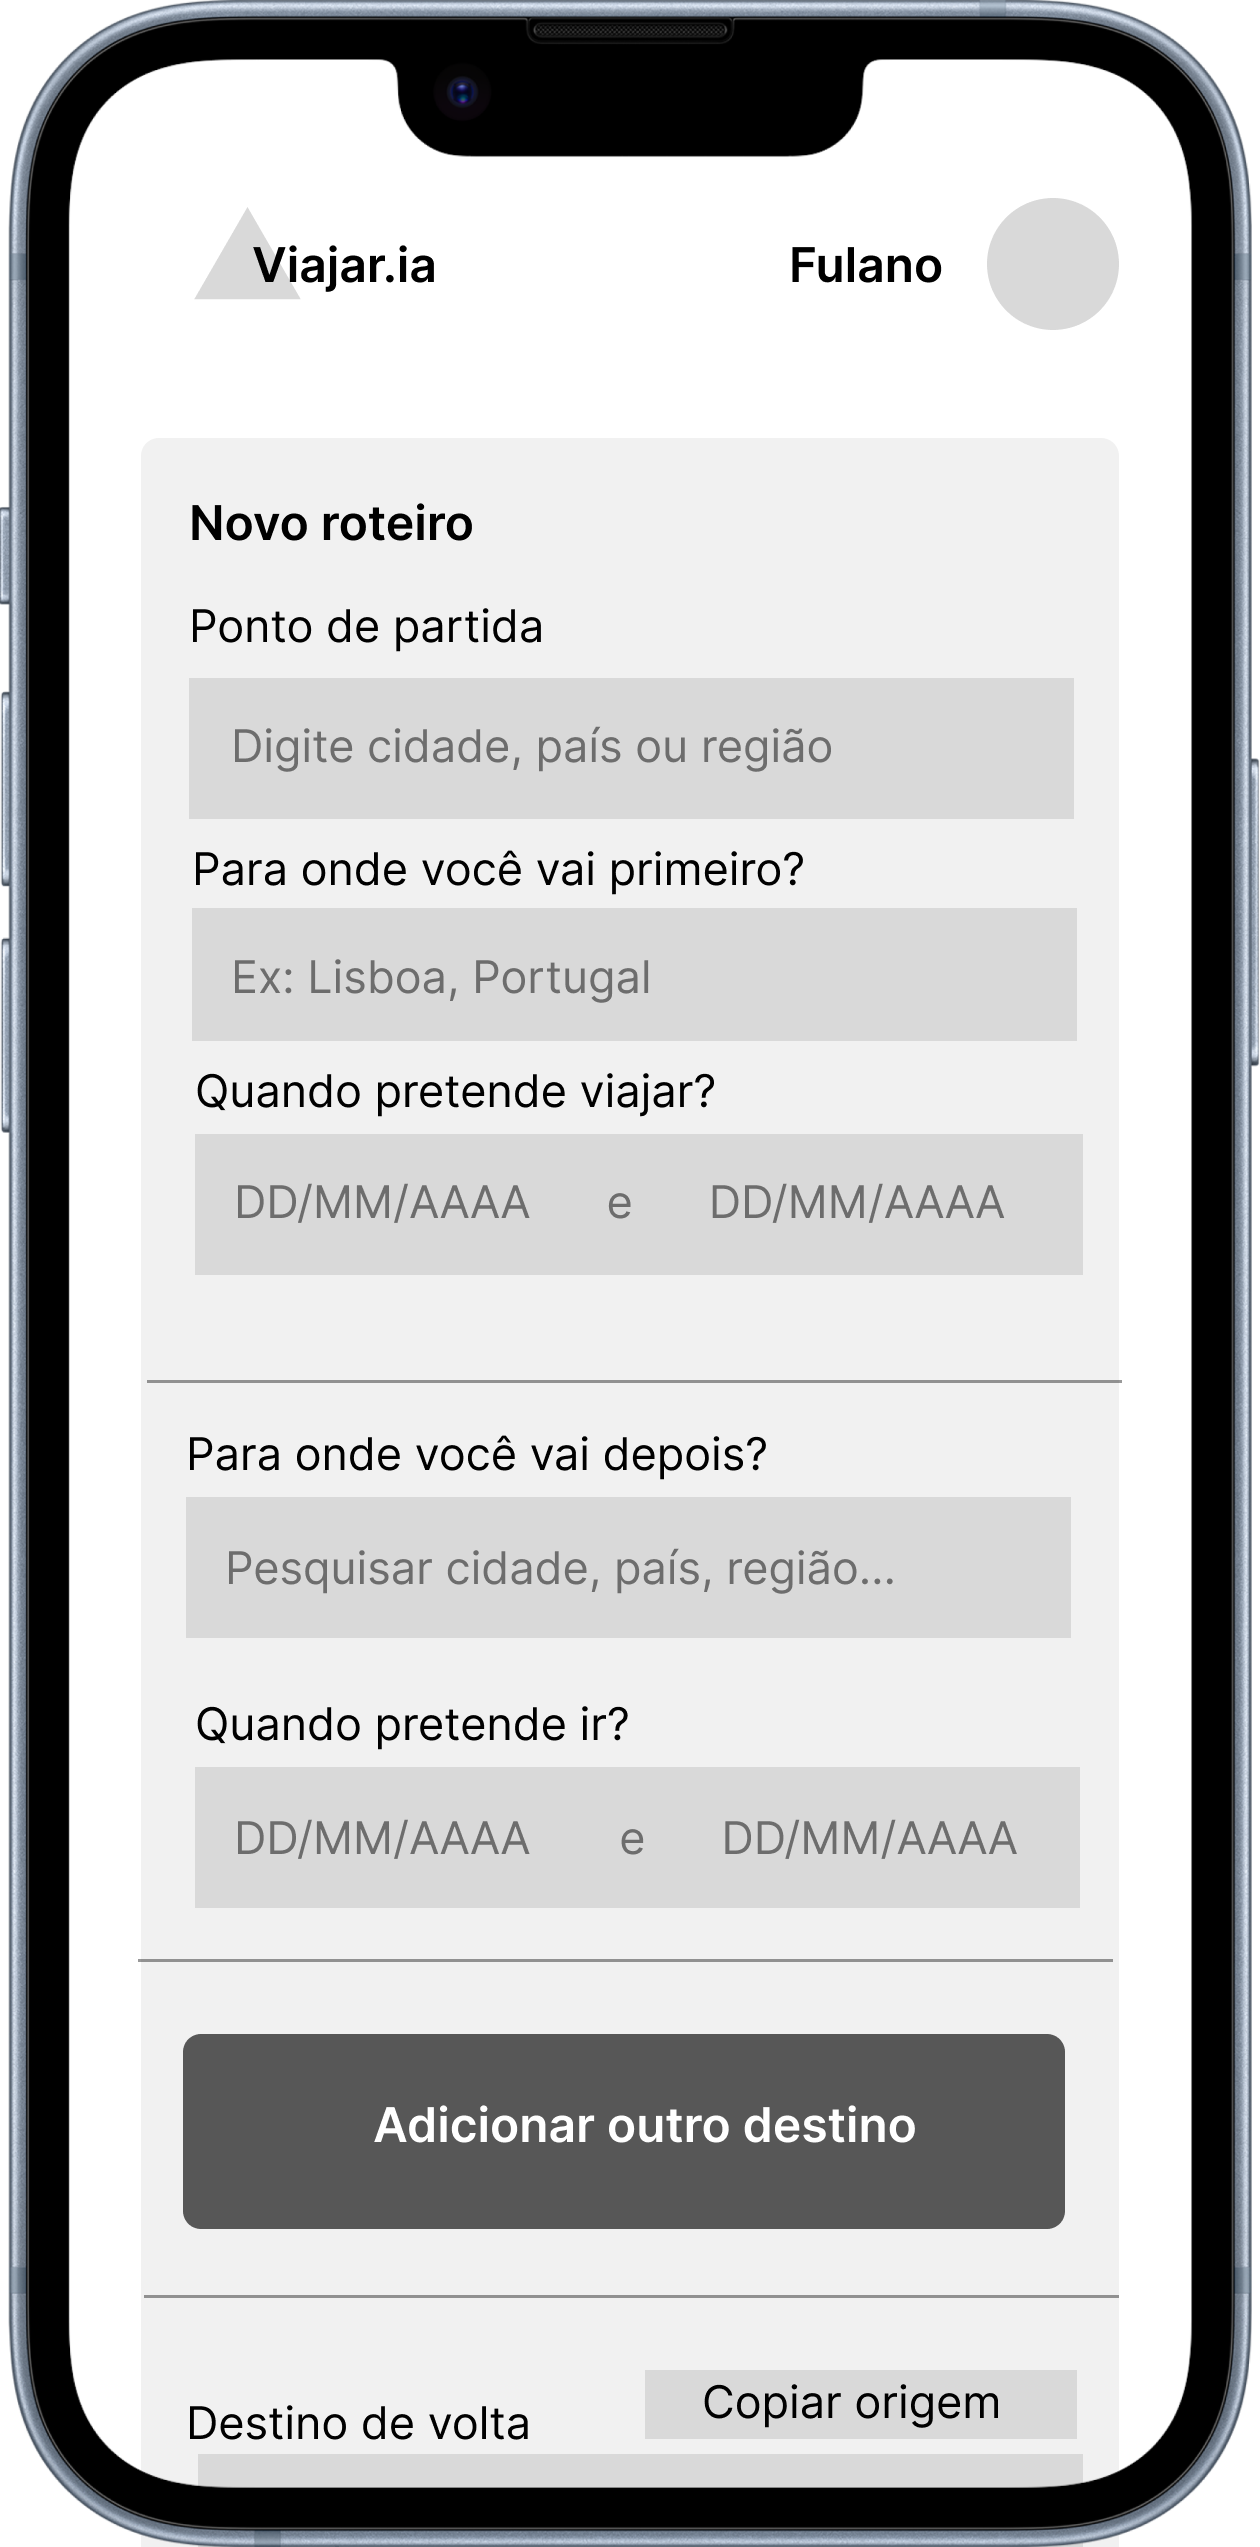 Viajar.ia
Fulano
Novo roteiro
Ponto de partida
Digite cidade, país ou região
Para onde você vai primeiro?
Ex: Lisboa, Portugal
Quando pretende viajar?
DD/MM/AAAA e DD/MM/AAAA
Para onde você vai depois?
Pesquisar cidade, país, região...
Quando pretende ir?
DD/MM/AAAA e DD/MM/AAAA
Adicionar outro destino
Copiar origem
Destino de volta